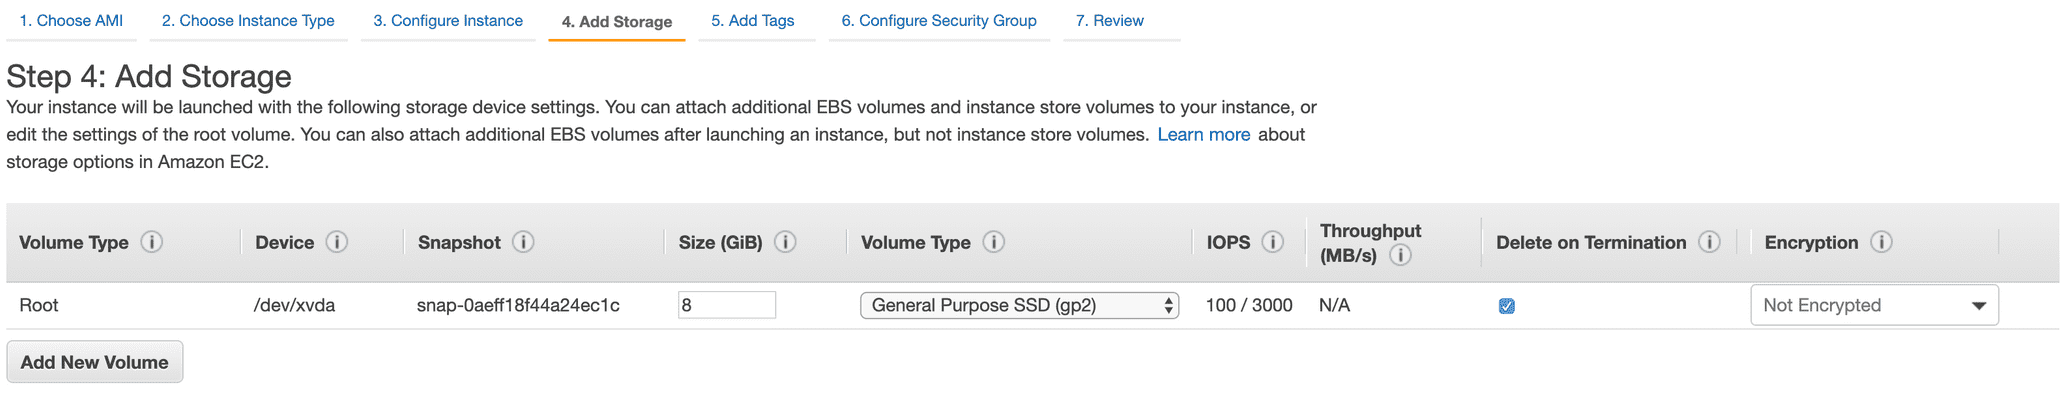 1. Choose AMI 2. Choose Instance Type 3. Configure Instance 4. Add Storage 5. Add Tags 6. Configure Security Group 7. Review
Step 4: Add Storage
Your instance will be launched with the following storage device settings. You can attach additional EBS volumes and instance store volumes to your instance, or
edit the settings of the root volume. You can also attach additional EBS volumes after launching an instance, but not instance store volumes. Learn more about
storage options in Amazon EC2.
Volume Type Device Snapshot Size (GiB) Volume Type IOPS Throughput (MB/s) Delete on Termination Encryption
Root /dev/xvda snap-0aeff18f44a24ec1c 8 General Purpose SSD (gp2) 100 / 3000 N/A Not Encrypted
Add New Volume